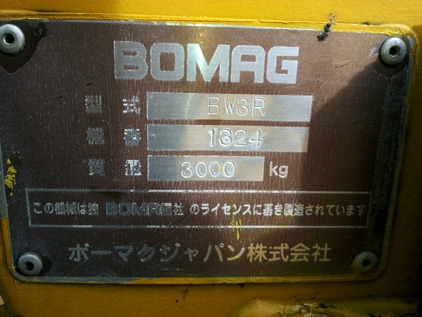 BOMAG
型式 BW3R
機番 1324
質量 3000 kg
この機械は独 BOMAG社 のライセンスに基き製造されています
ボーマクジャパン株式会社